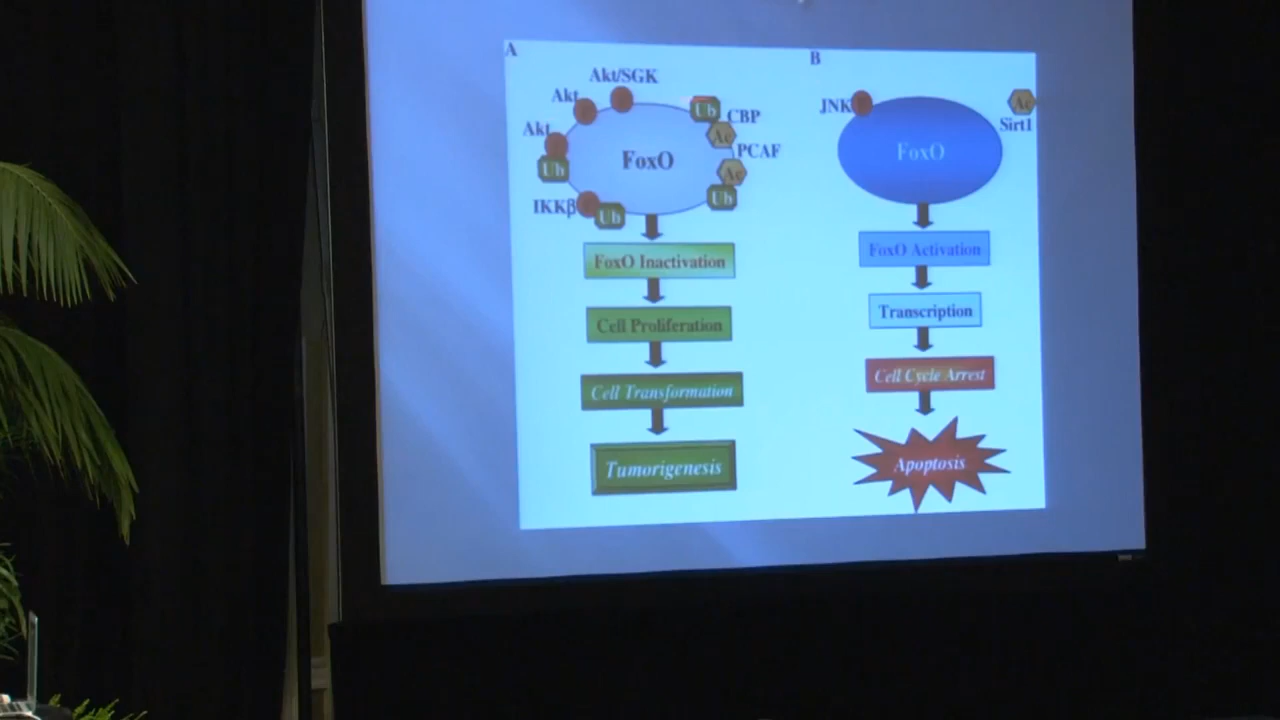 A
Akt/SGK
Akt
Akt
Ub
IKKβ
Ub
FoxO
Ub
CBP
Ac
PCAF
Ac
Ub
FoxO Inactivation
Cell Proliferation
Cell Transformation
Tumorigenesis
B
JNK
FoxO
Ac
Sirt1
FoxO Activation
Transcription
Cell Cycle Arrest
Apoptosis